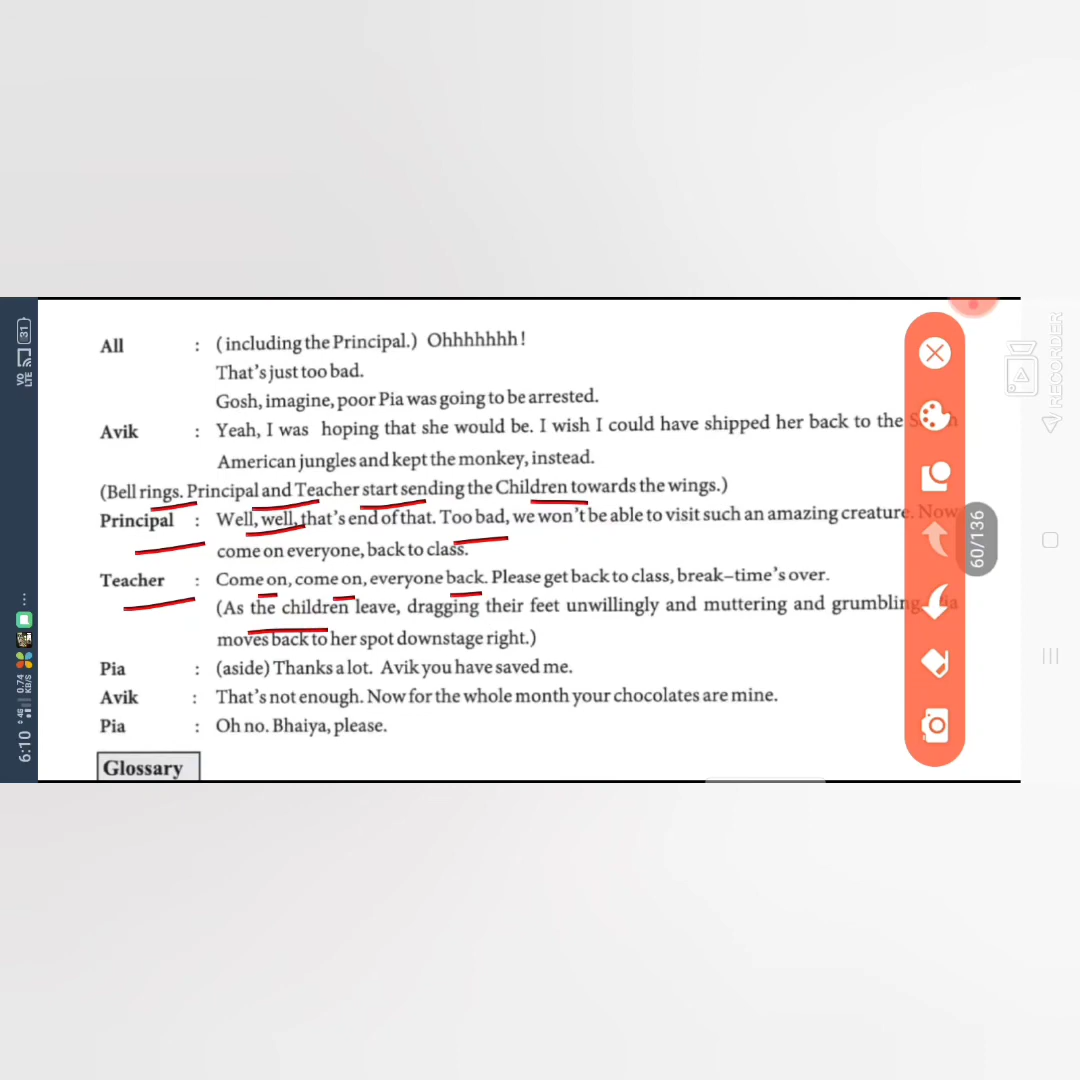 All : (including the Principal.) Ohhhhhhh!
That's just too bad.
Gosh, imagine, poor Pia was going to be arrested.
Avik : Yeah, I was hoping that she would be. I wish I could have shipped her back to the
American jungles and kept the monkey, instead.
(Bell rings. Principal and Teacher start sending the Children towards the wings.)
Principal : Well, well, that's end of that. Too bad, we won't be able to visit such an amazing creature. Now
come on everyone, back to class.
Teacher : Come on, come on, everyone back. Please get back to class, break-time's over.
(As the children leave, dragging their feet unwillingly and muttering and grumbling
moves back to her spot downstage right.)
Pia : (aside) Thanks a lot. Avik you have saved me.
Avik : That's not enough. Now for the whole month your chocolates are mine.
Pia : Oh no. Bhaiya, please.
Glossary
60/136
RECORDER
6:10 4G 0.74 KB/S ...
VO LTE 31